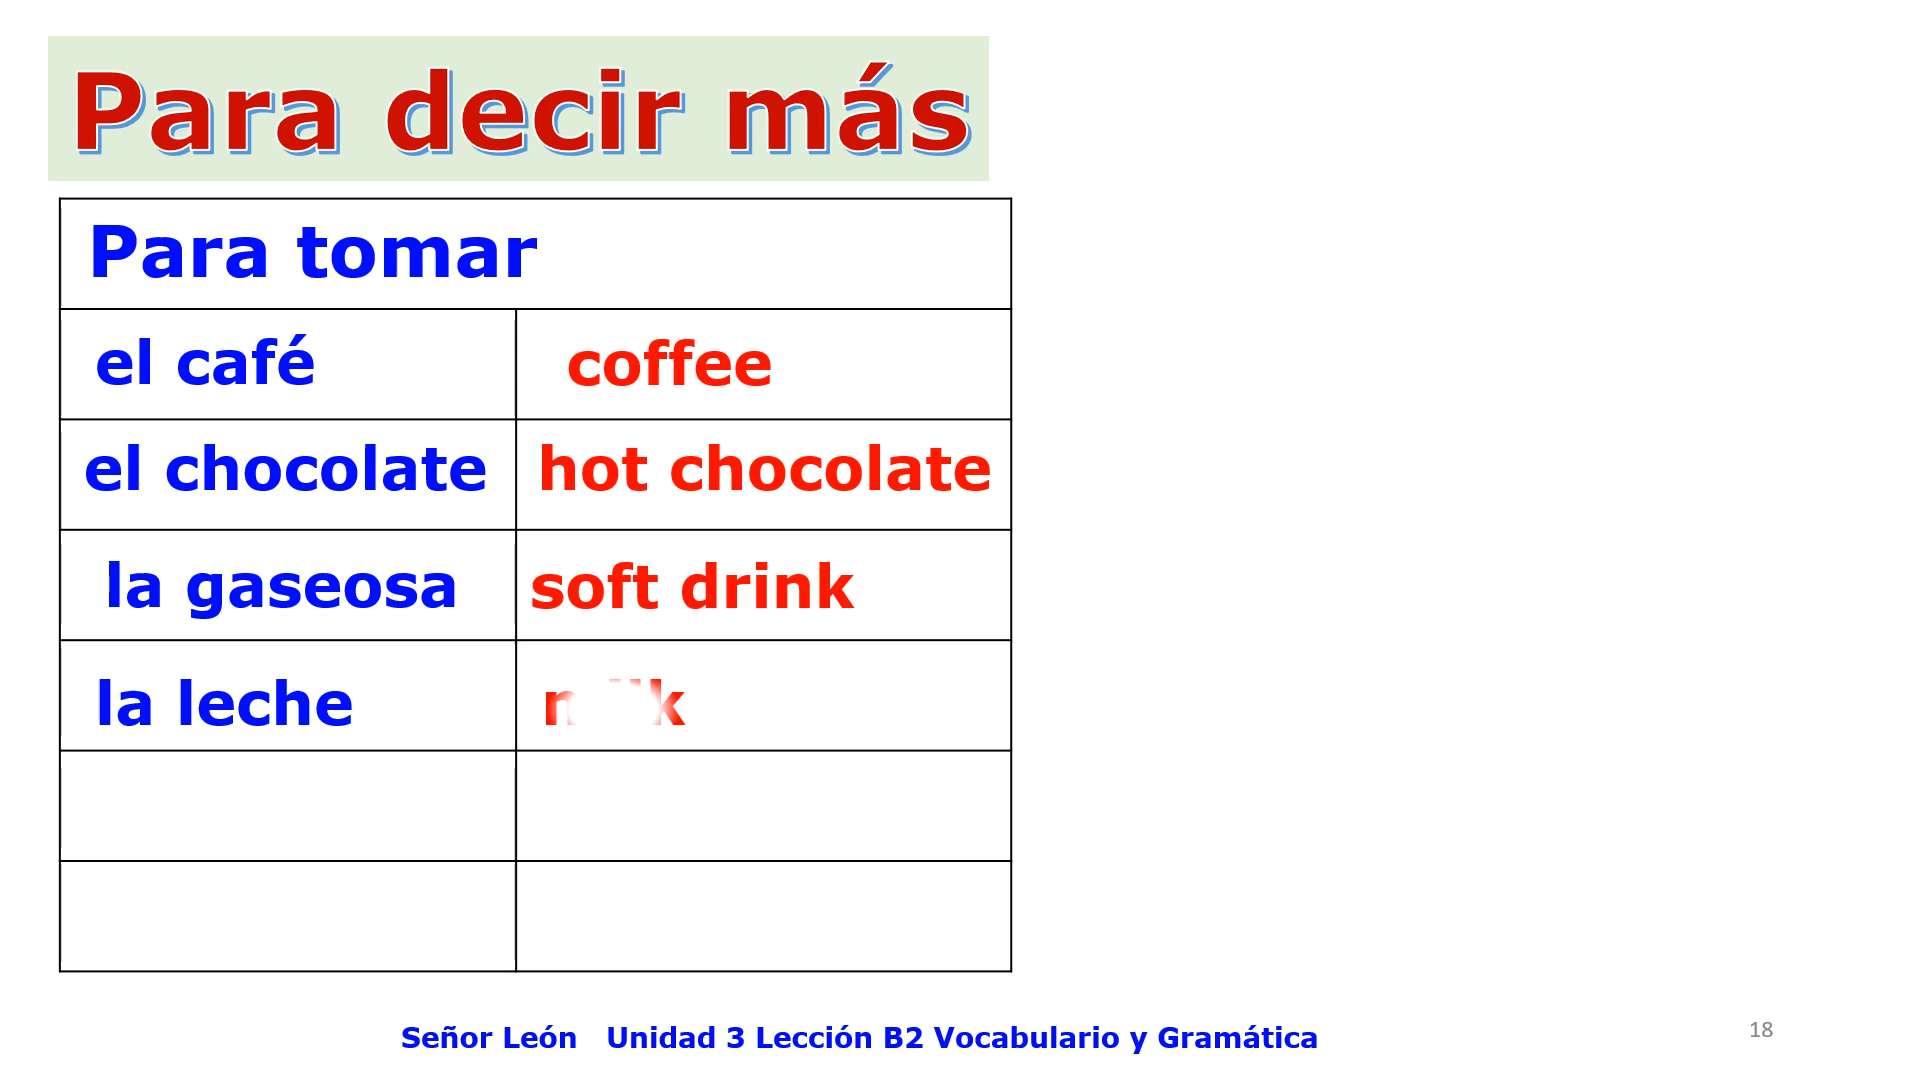 Para decir más
Para tomar
el café coffee
el chocolate hot chocolate
la gaseosa soft drink
la leche milk
Señor León Unidad 3 Lección B2 Vocabulario y Gramática
18